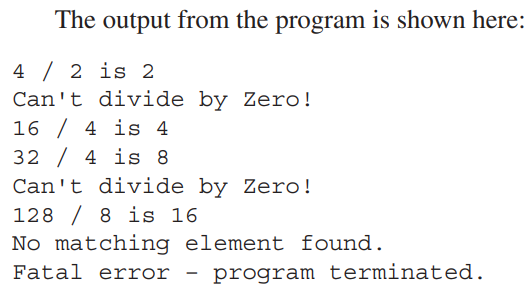 The output from the program is shown here:
4 / 2 is 2
Can't divide by Zero!
16 / 4 is 4
32 / 4 is 8
Can't divide by Zero!
128 / 8 is 16
No matching element found.
Fatal error – program terminated.